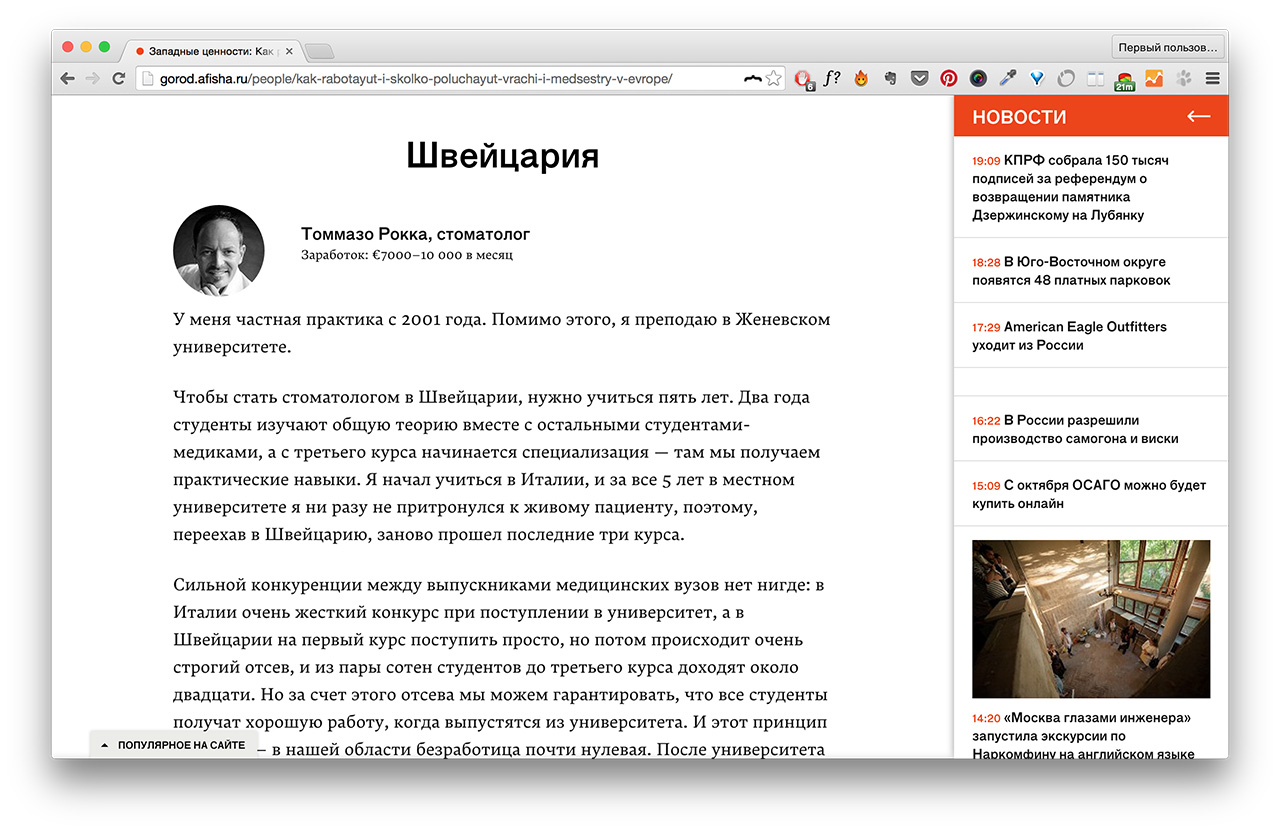 Западные ценности: Как
Первый пользов...
gorod.afisha.ru/people/kak-rabotayut-i-skolko-poluchayut-vrachi-i-medsestry-v-evrope/
6
f?
21m
Швейцария
Томмазо Рокка, стоматолог
Заработок: €7000–10 000 в месяц
У меня частная практика с 2001 года. Помимо этого, я преподаю в Женевском
университете.
Чтобы стать стоматологом в Швейцарии, нужно учиться пять лет. Два года
студенты изучают общую теорию вместе с остальными студентами-
медиками, а с третьего курса начинается специализация — там мы получаем
практические навыки. Я начал учиться в Италии, и за все 5 лет в местном
университете я ни разу не притронулся к живому пациенту, поэтому,
переехав в Швейцарию, заново прошел последние три курса.
Сильной конкуренции между выпускниками медицинских вузов нет нигде: в
Италии очень жесткий конкурс при поступлении в университет, а в
Швейцарии на первый курс поступить просто, но потом происходит очень
строгий отсев, и из пары сотен студентов до третьего курса доходят около
двадцати. Но за счет этого отсева мы можем гарантировать, что все студенты
получат хорошую работу, когда выпустятся из университета. И этот принцип
– в нашей области безработица почти нулевая. После университета
ПОПУЛЯРНОЕ НА САЙТЕ
НОВОСТИ
19:09 КПРФ собрала 150 тысяч
подписей за референдум о
возвращении памятника
Дзержинскому на Лубянку
18:28 В Юго-Восточном округе
появятся 48 платных парковок
17:29 American Eagle Outfitters
уходит из России
16:22 В России разрешили
производство самогона и виски
15:09 С октября ОСАГО можно будет
купить онлайн
14:20 «Москва глазами инженера»
запустила экскурсии по
Наркомфину на английском языке